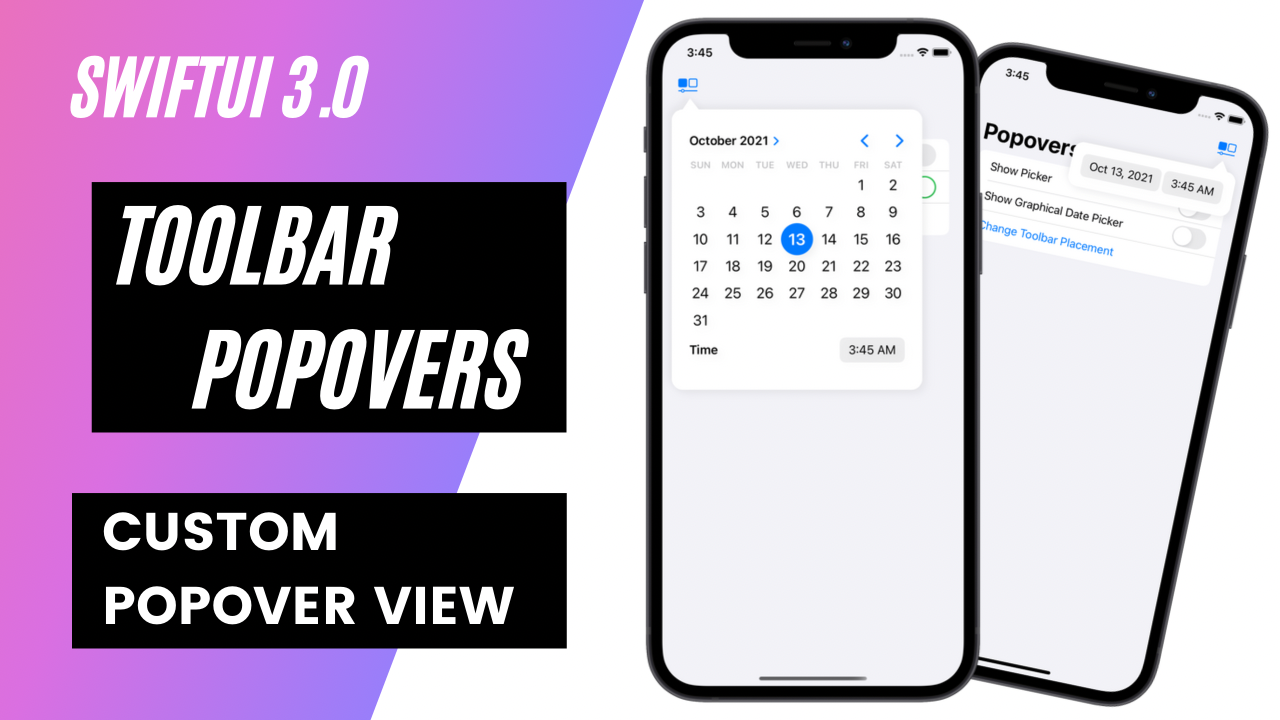 SWIFTUI 3.0
TOOLBAR
POPOVERS
CUSTOM
POPOVER VIEW
3:45
October 2021
SUN MON TUE WED THU FRI SAT
1 2
3 4 5 6 7 8 9
10 11 12 13 14 15 16
17 18 19 20 21 22 23
24 25 26 27 28 29 30
31
Time 3:45 AM
3:45
Popovers
Oct 13, 2021 3:45 AM
Show Picker
Show Graphical Date Picker
Change Toolbar Placement